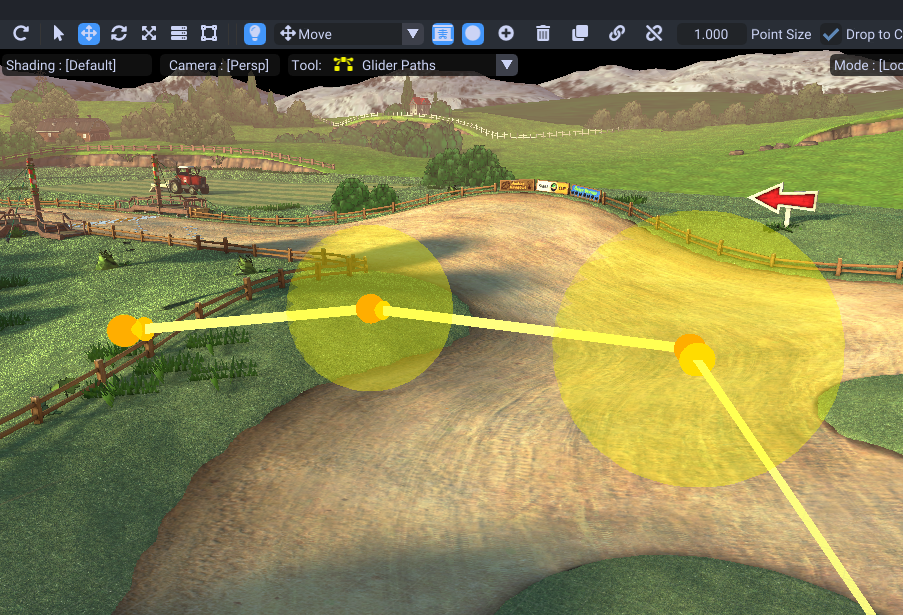 Move
1.000
Point Size
Drop to C
Shading : [Default]
Camera : [Persp]
Tool:
Glider Paths
Mode : [Loc